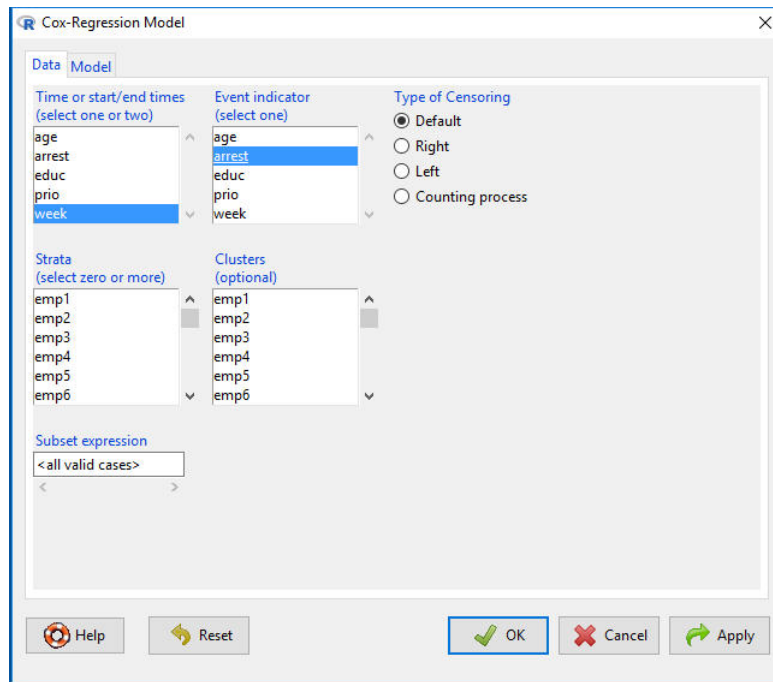 Cox-Regression Model
Data Model
Time or start/end times
(select one or two)
age
arrest
educ
prio
week
Event indicator
(select one)
age
arrest
educ
prio
week
Type of Censoring
Default
Right
Left
Counting process
Strata
(select zero or more)
emp1
emp2
emp3
emp4
emp5
emp6
Clusters
(optional)
emp1
emp2
emp3
emp4
emp5
emp6
Subset expression
<all valid cases>
Help
Reset
OK
Cancel
Apply